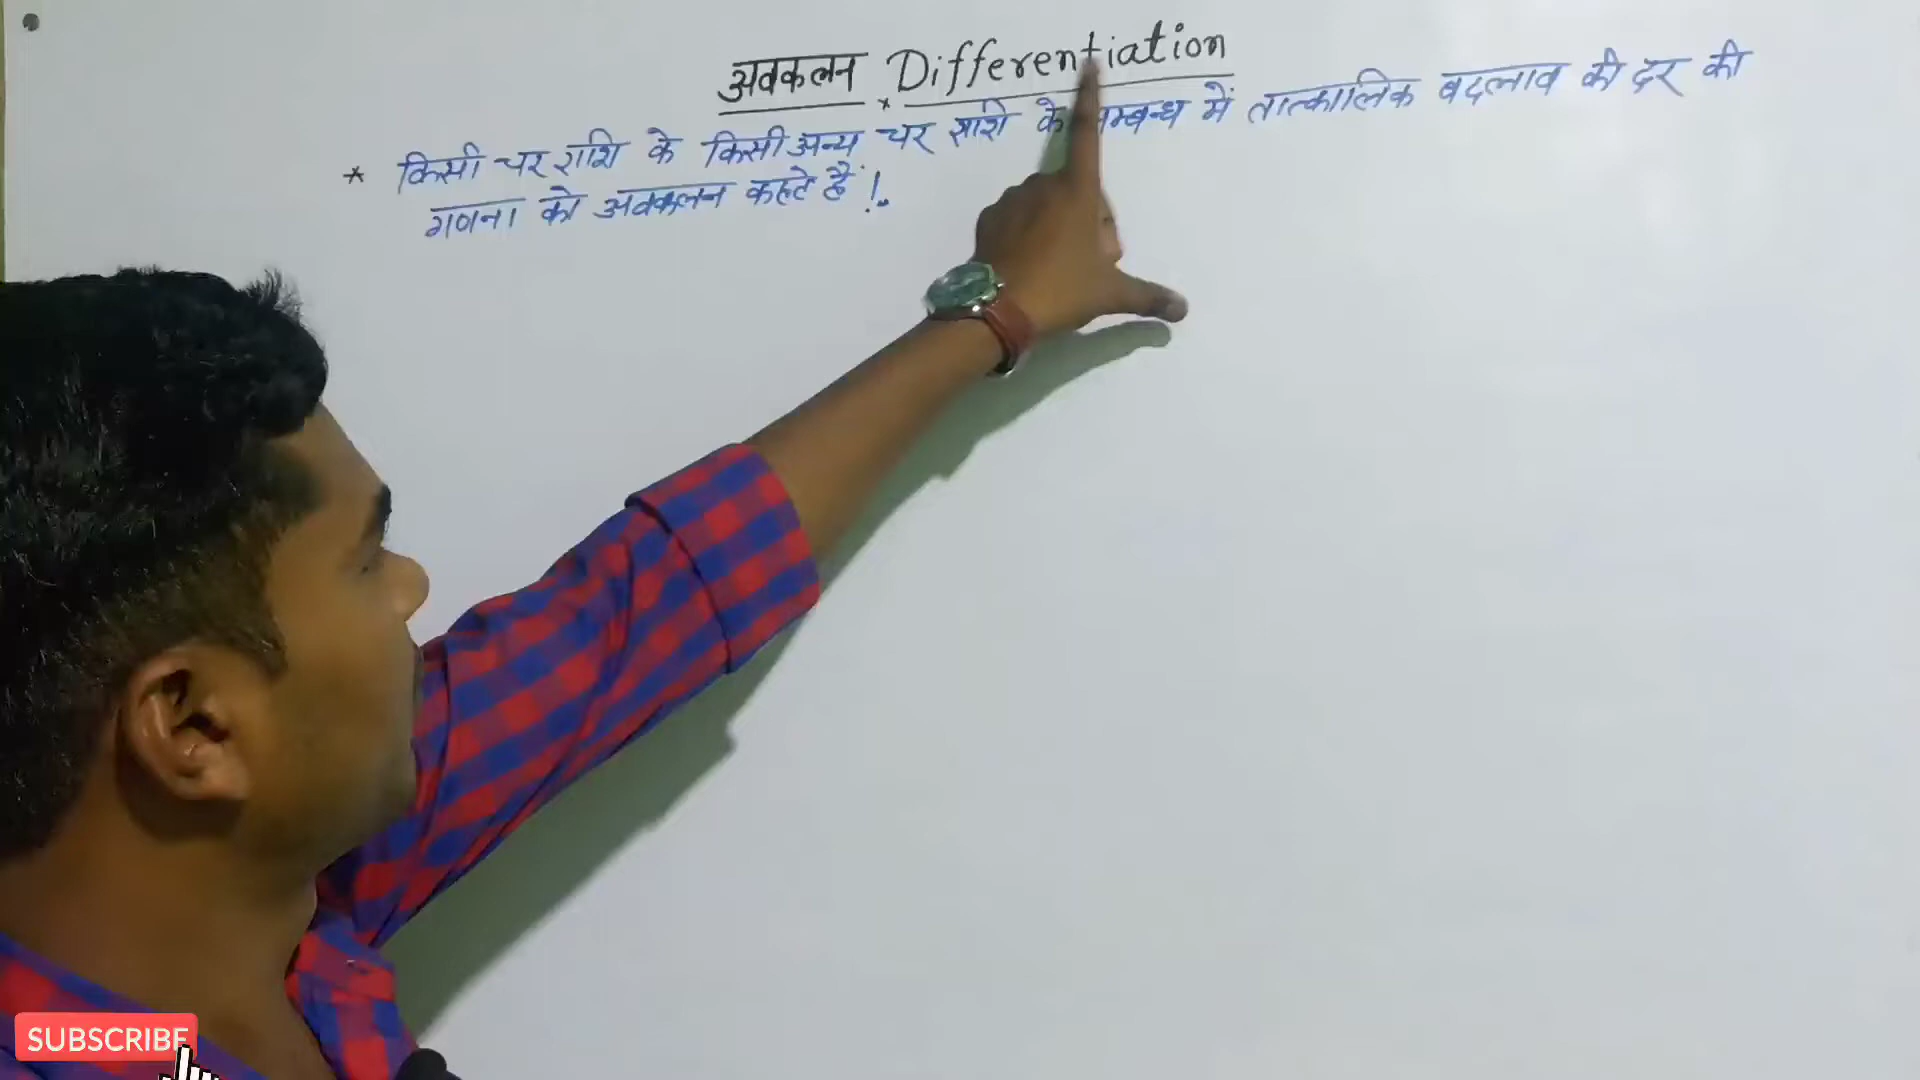 अवकलन Differentiation
* किसी चर राशि के किसी अन्य चर राशि के सम्बन्ध में तात्कालिक बदलाव की दर की
गणना को अवकलन कहते हैं!.
SUBSCRIBE